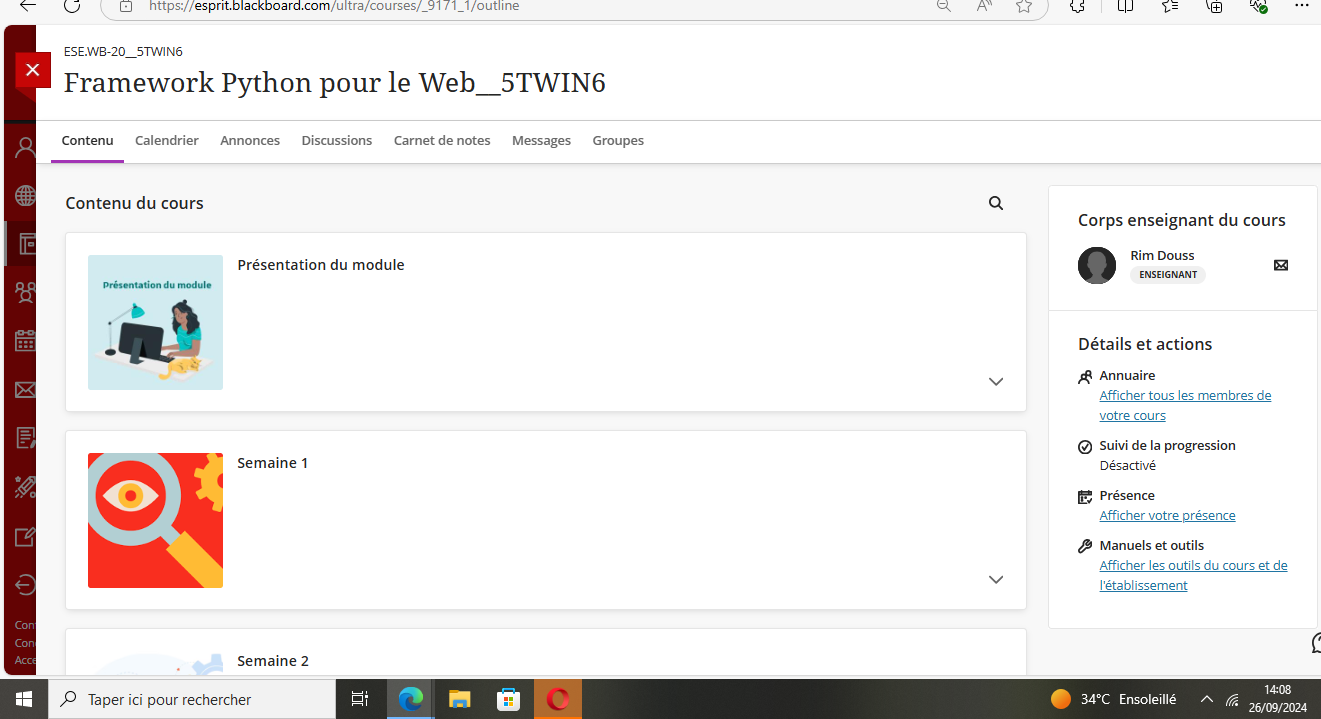 https://esprit.blackboard.com/ultra/courses/_9171_1/outline
ESE.WB-20__5TWIN6
Framework Python pour le Web__5TWIN6
Contenu Calendrier Annonces Discussions Carnet de notes Messages Groupes
Contenu du cours
Présentation du module
Présentation du module
Semaine 1
Semaine 2
Corps enseignant du cours
Rim Douss
ENSEIGNANT
Détails et actions
Annuaire
Afficher tous les membres de
votre cours
Suivi de la progression
Désactivé
Présence
Afficher votre présence
Manuels et outils
Afficher les outils du cours et de
l'établissement
Taper ici pour rechercher
34°C Ensoleillé
14:08
26/09/2024